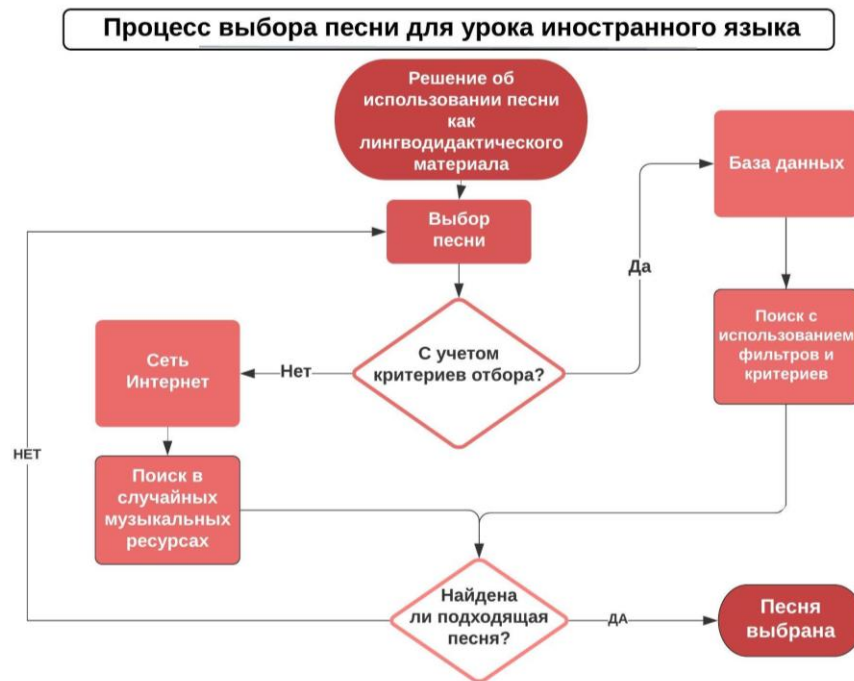 Процесс выбора песни для урока иностранного языка
Решение об
использовании песни
как
лингводидактического
материала
База данных
Выбор
песни
Да
Поиск с
использованием
фильтров и
критериев
С учетом
критериев отбора?
Нет
Сеть
Интернет
НЕТ
Поиск в
случайных
музыкальных
ресурсах
Найдена
ли подходящая
песня?
ДА
Песня
выбрана